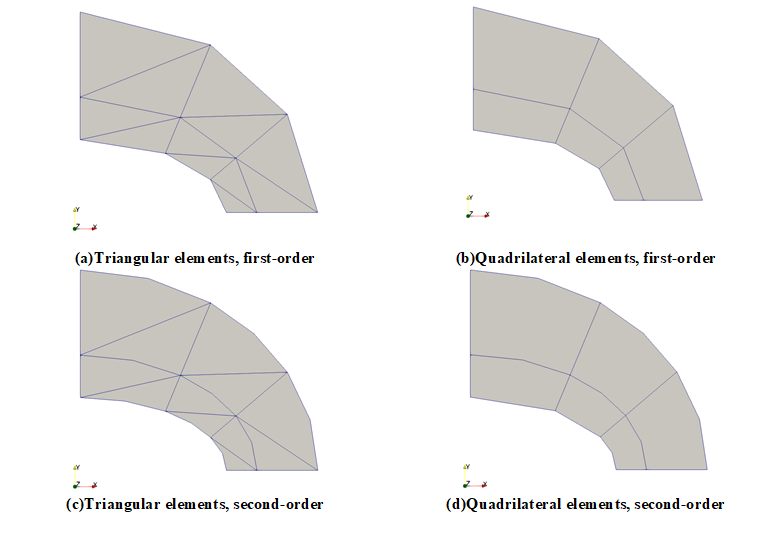 Y
Z X
Y
Z X
(a)Triangular elements, first-order
(b)Quadrilateral elements, first-order
Y
Z X
Y
Z X
(c)Triangular elements, second-order
(d)Quadrilateral elements, second-order